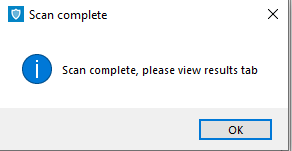 Scan complete
Scan complete, please view results tab
OK